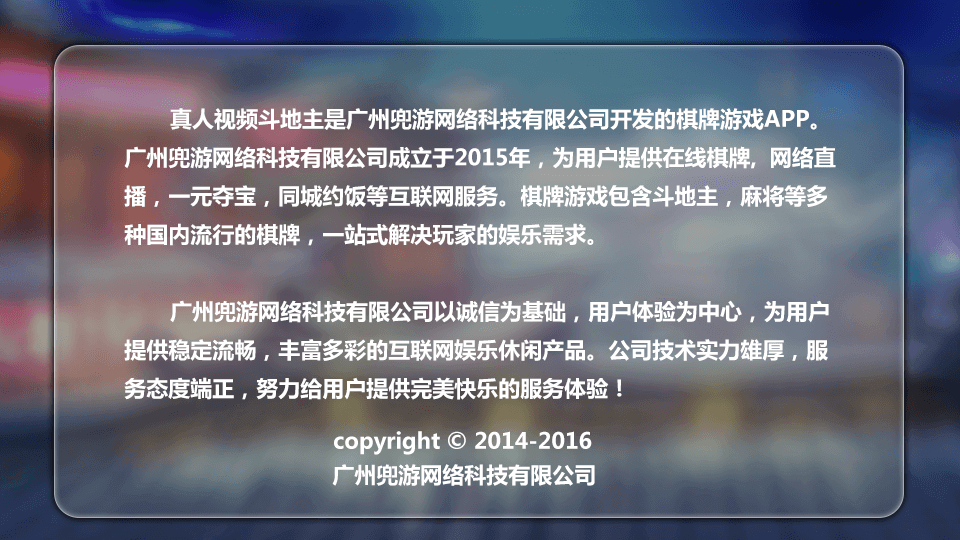 真人视频斗地主是广州兜游网络科技有限公司开发的棋牌游戏APP。
广州兜游网络科技有限公司成立于2015年，为用户提供在线棋牌, 网络直
播，一元夺宝，同城约饭等互联网服务。棋牌游戏包含斗地主，麻将等多
种国内流行的棋牌，一站式解决玩家的娱乐需求。
广州兜游网络科技有限公司以诚信为基础，用户体验为中心，为用户
提供稳定流畅，丰富多彩的互联网娱乐休闲产品。公司技术实力雄厚，服
务态度端正，努力给用户提供完美快乐的服务体验！
copyright © 2014-2016
广州兜游网络科技有限公司